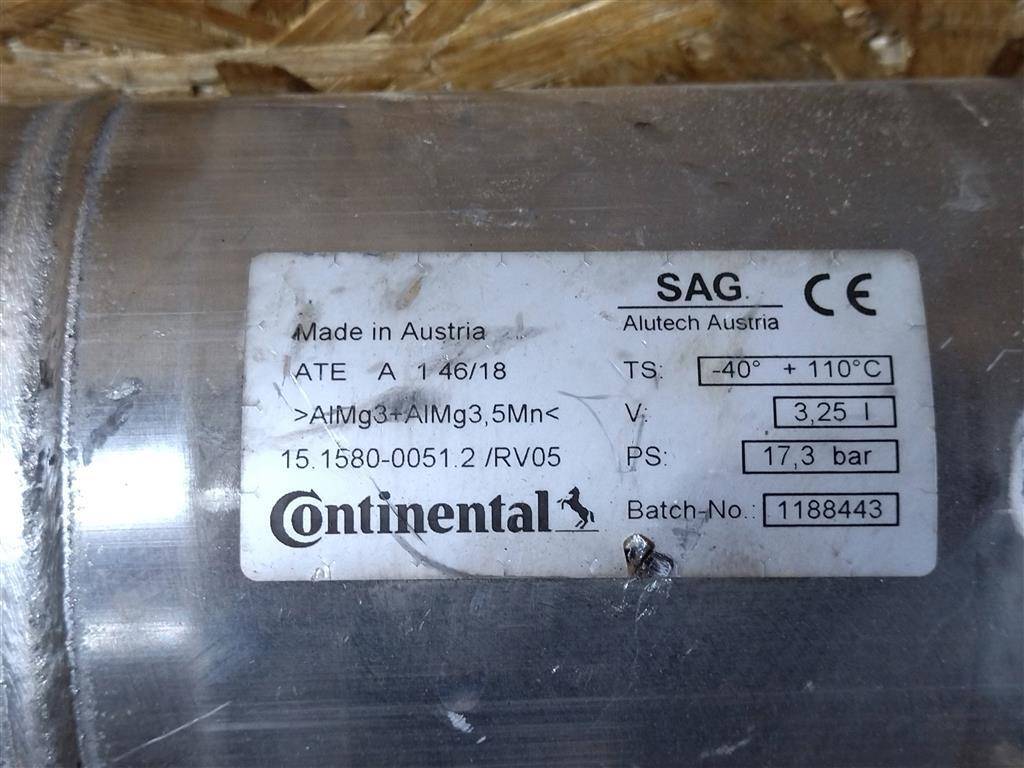 Made in Austria
ATE A 1 46/18
>AlMg3+AlMg3,5Mn<
15.1580-0051.2 /RV05
Continental
SAG
Alutech Austria
CE
TS: -40° + 110°C
V: 3,25 l
PS: 17,3 bar
Batch-No.: 1188443